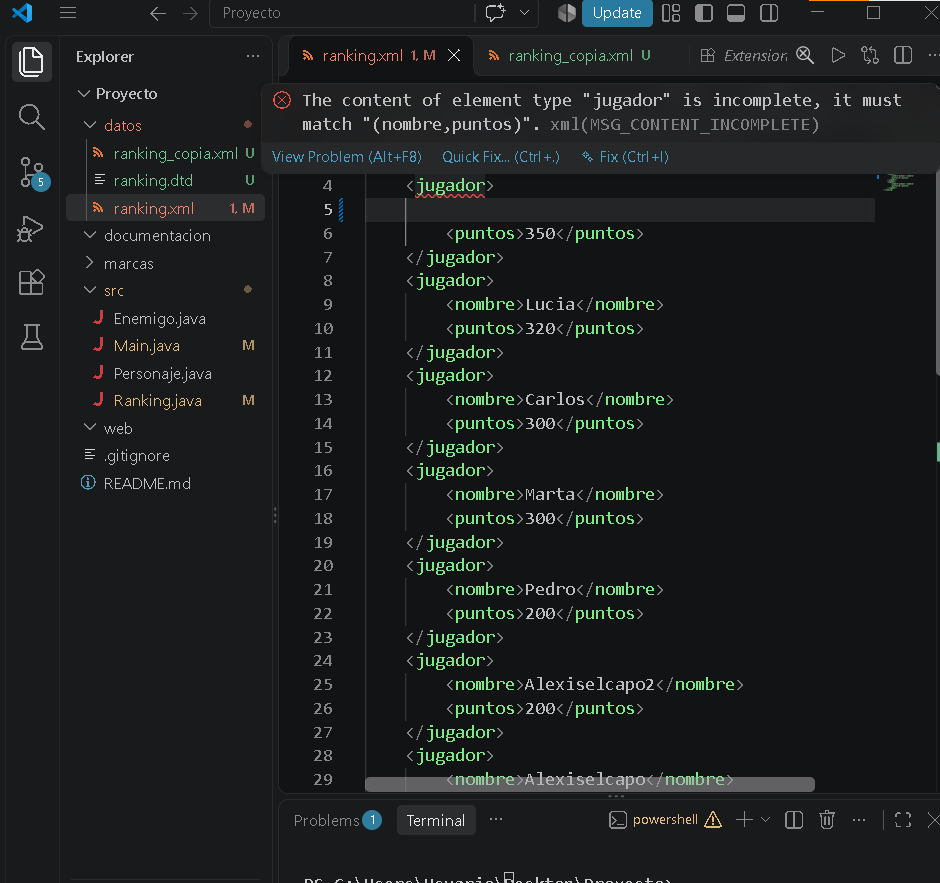 Proyecto
Update
Explorer
Proyecto
datos
ranking_copia.xml U
ranking.dtd U
ranking.xml 1, M
documentacion
marcas
src
Enemigo.java
Main.java M
Personaje.java
Ranking.java M
web
.gitignore
README.md
5
ranking.xml 1, M
ranking_copia.xml U
Extension
The content of element type "jugador" is incomplete, it must
match "(nombre,puntos)". xml(MSG_CONTENT_INCOMPLETE)
View Problem (Alt+F8) Quick Fix... (Ctrl+.) Fix (Ctrl+I)
4 <jugador>
5
6 <puntos>350</puntos>
7 </jugador>
8 <jugador>
9 <nombre>Lucia</nombre>
10 <puntos>320</puntos>
11 </jugador>
12 <jugador>
13 <nombre>Carlos</nombre>
14 <puntos>300</puntos>
15 </jugador>
16 <jugador>
17 <nombre>Marta</nombre>
18 <puntos>300</puntos>
19 </jugador>
20 <jugador>
21 <nombre>Pedro</nombre>
22 <puntos>200</puntos>
23 </jugador>
24 <jugador>
25 <nombre>Alexiselcapo2</nombre>
26 <puntos>200</puntos>
27 </jugador>
28 <jugador>
29 <nombre>Alexiselcapo</nombre>
Problems 1 Terminal
powershell
PS C:\Users\Usuario\Desktop\Proyecto>